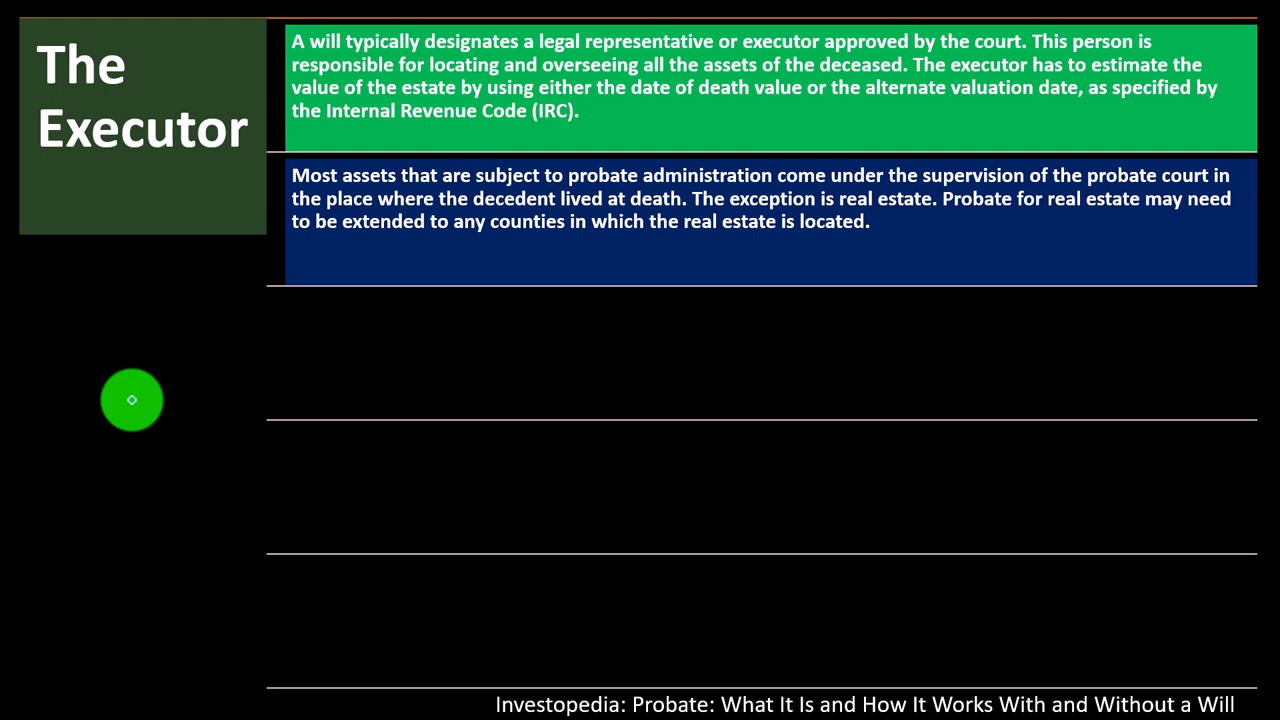 The
Executor
A will typically designates a legal representative or executor approved by the court. This person is
responsible for locating and overseeing all the assets of the deceased. The executor has to estimate the
value of the estate by using either the date of death value or the alternate valuation date, as specified by
the Internal Revenue Code (IRC).
Most assets that are subject to probate administration come under the supervision of the probate court in
the place where the decedent lived at death. The exception is real estate. Probate for real estate may need
to be extended to any counties in which the real estate is located.
Investopedia: Probate: What It Is and How It Works With and Without a Will